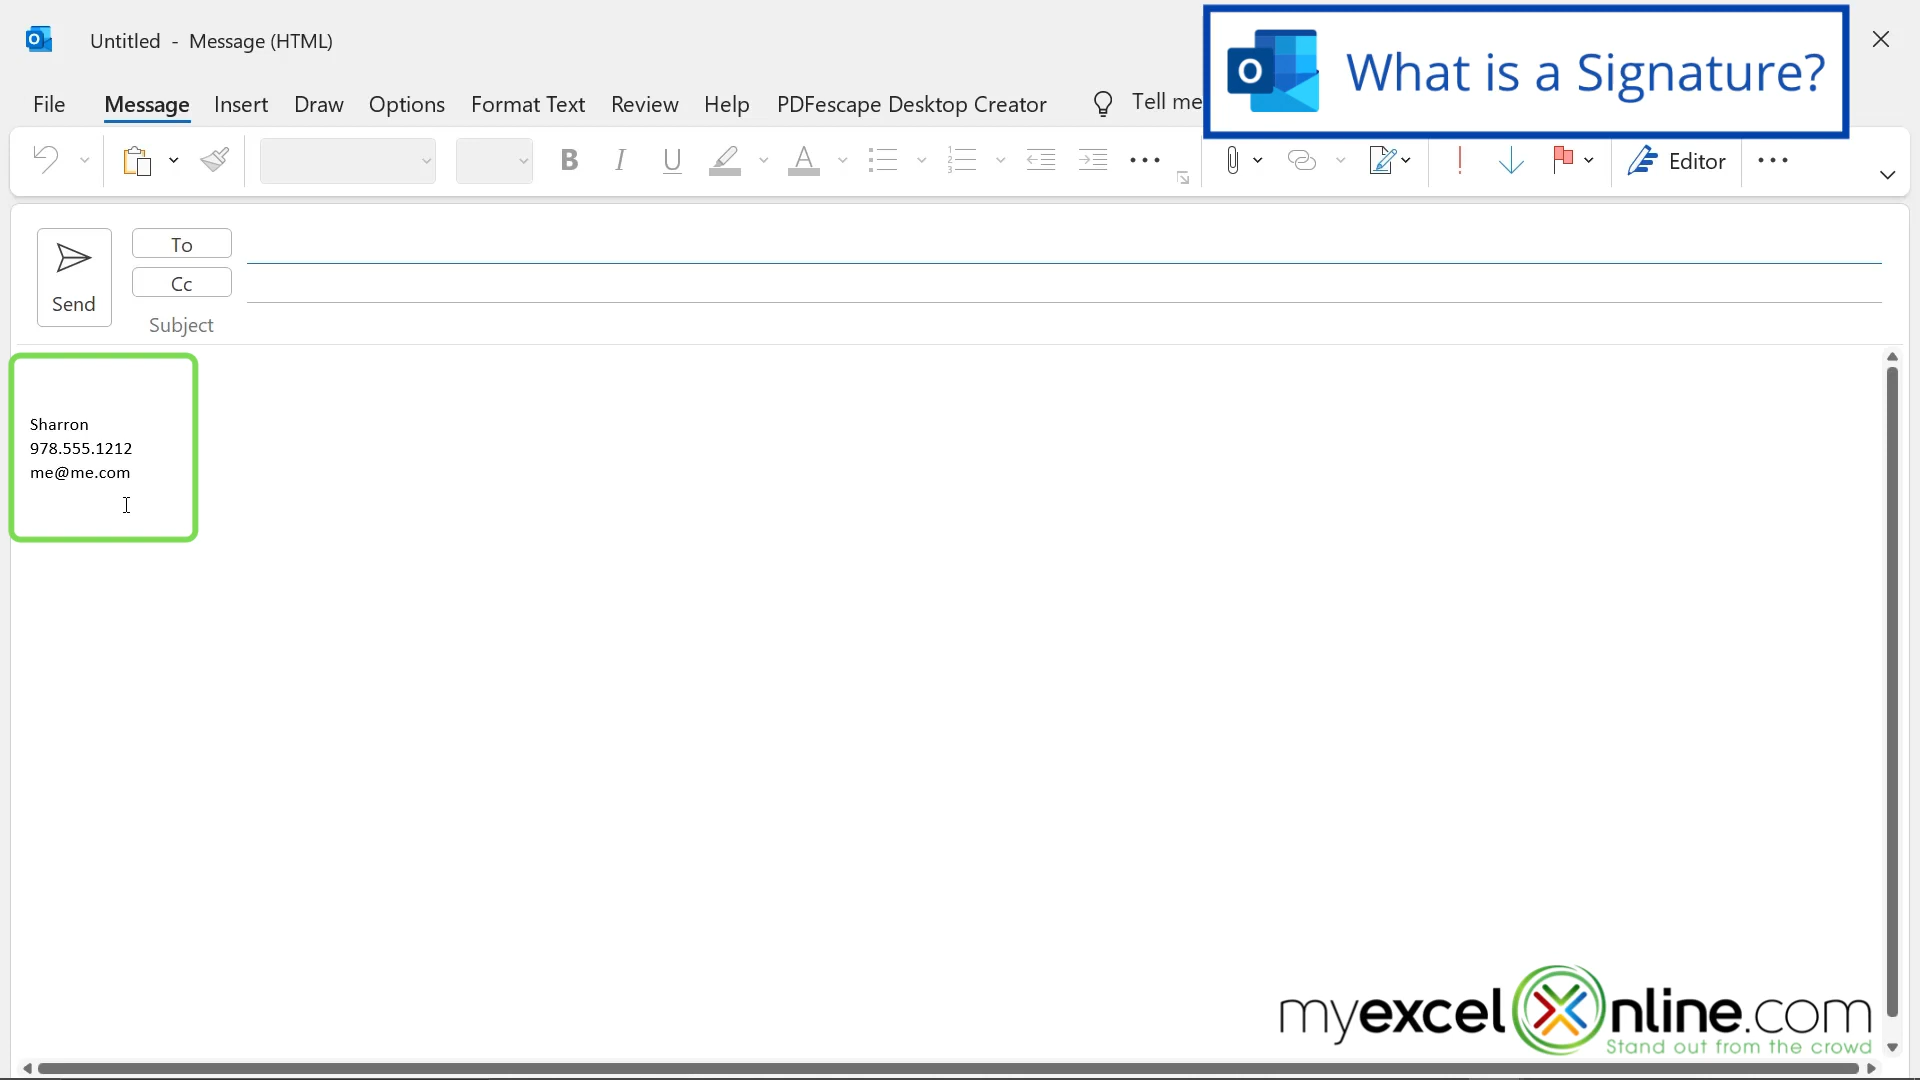 Untitled - Message (HTML)
What is a Signature?
File Message Insert Draw Options Format Text Review Help PDFescape Desktop Creator Tell me
B I U A Editor
Send
To
Cc
Subject
Sharron
978.555.1212
me@me.com
myexcelonline.com
Stand out from the crowd